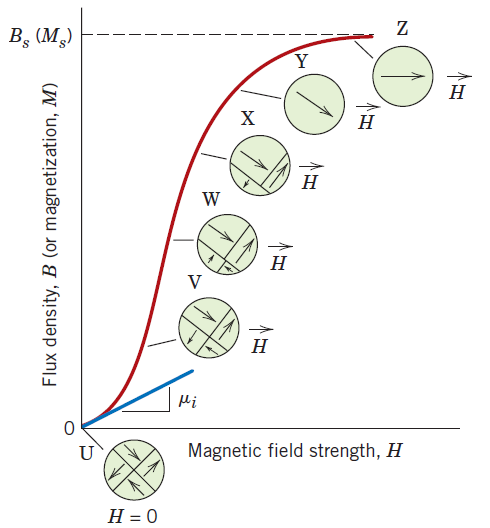 Bs (Ms)
Z
H
Y
H
X
H
W
H
V
H
Flux density, B (or magnetization, M)
μi
0
U
Magnetic field strength, H
H = 0